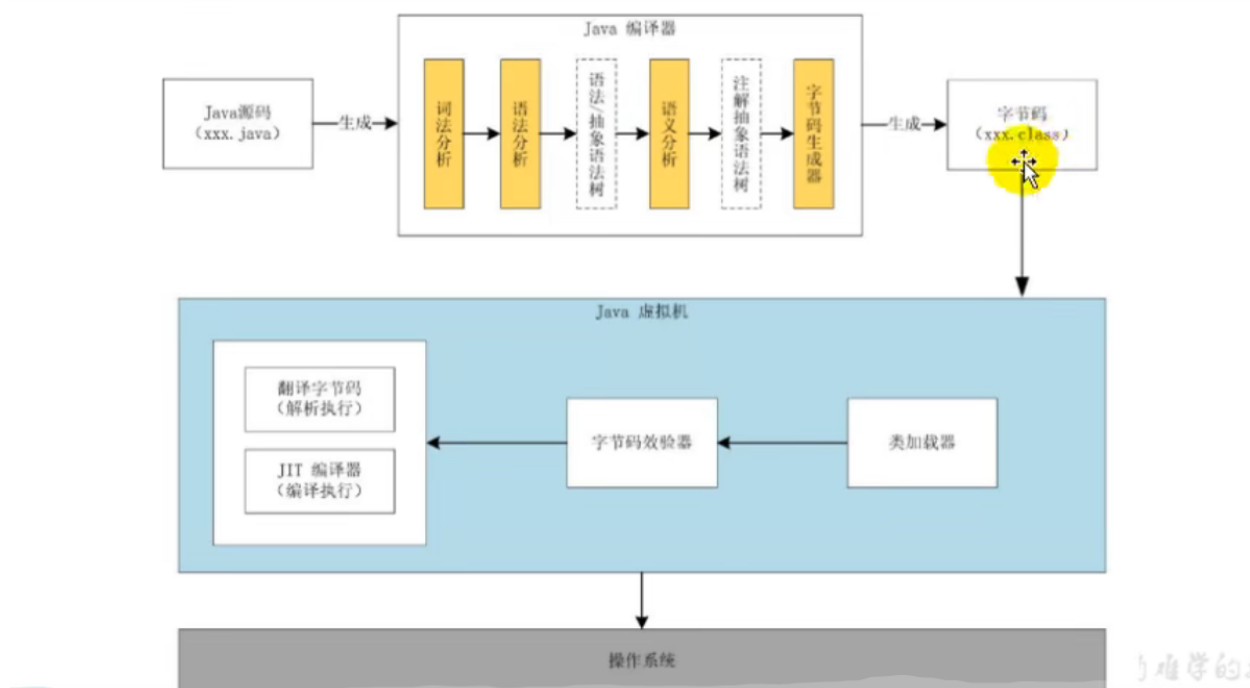 Java 编译器
Java源码
（xxx.java）
生成
词法分析
语法分析
语法/抽象语法树
语义分析
注解抽象语法树
字节码生成器
生成
字节码
（xxx.class）
Java 虚拟机
翻译字节码
（解析执行）
JIT 编译器
（编译执行）
字节码效验器
类加载器
操作系统
难学的